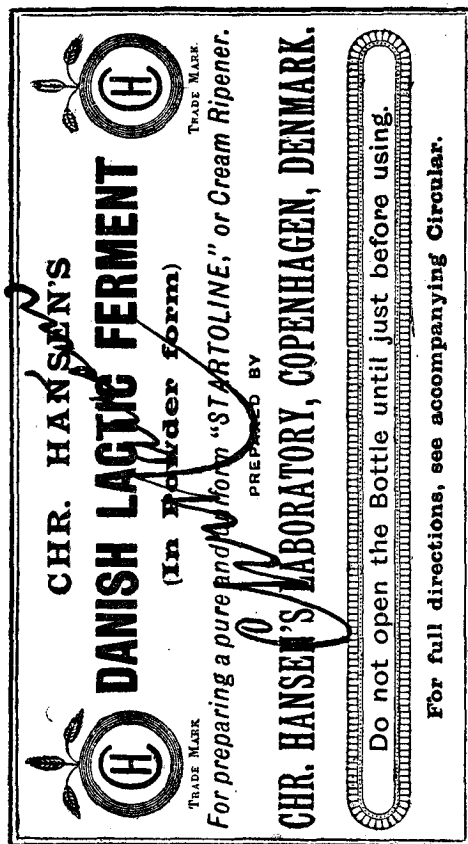 CHR. HANSEN'S
DANISH LACTIC FERMENT
(In Powder form)
CH
TRADE MARK
CH
TRADE MARK.
For preparing a pure and uniform "STARTOLINE," or Cream Ripener.
PREPARED BY
CHR. HANSEN'S LABORATORY, COPENHAGEN, DENMARK.
Do not open the Bottle until just before using.
For full directions, see accompanying Circular.